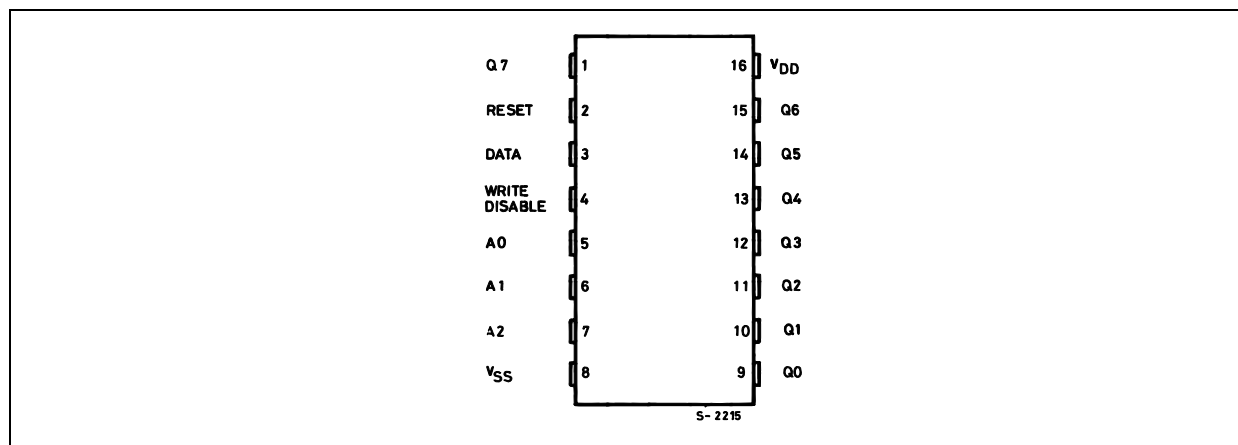 Q7 1 16 VDD
RESET 2 15 Q6
DATA 3 14 Q5
WRITE
DISABLE 4 13 Q4
A0 5 12 Q3
A1 6 11 Q2
A2 7 10 Q1
VSS 8 9 Q0
S-2215